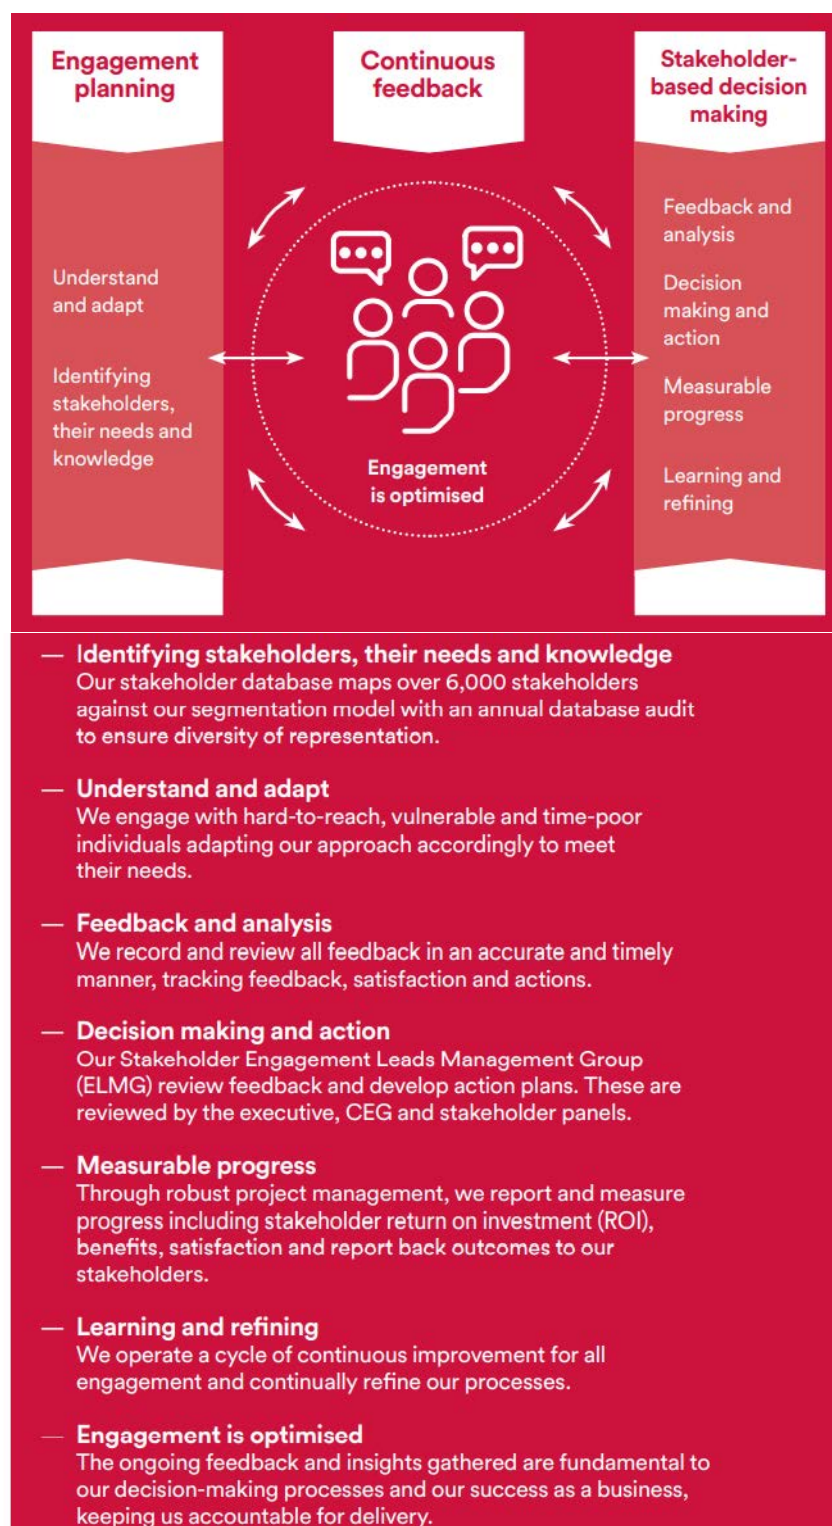 Engagement
planning
Continuous
feedback
Stakeholder-
based decision
making
Understand
and adapt
Identifying
stakeholders,
their needs and
knowledge
Engagement
is optimised
Feedback and
analysis
Decision
making and
action
Measurable
progress
Learning and
refining
— Identifying stakeholders, their needs and knowledge
Our stakeholder database maps over 6,000 stakeholders
against our segmentation model with an annual database audit
to ensure diversity of representation.
— Understand and adapt
We engage with hard-to-reach, vulnerable and time-poor
individuals adapting our approach accordingly to meet
their needs.
— Feedback and analysis
We record and review all feedback in an accurate and timely
manner, tracking feedback, satisfaction and actions.
— Decision making and action
Our Stakeholder Engagement Leads Management Group
(ELMG) review feedback and develop action plans. These are
reviewed by the executive, CEG and stakeholder panels.
— Measurable progress
Through robust project management, we report and measure
progress including stakeholder return on investment (ROI),
benefits, satisfaction and report back outcomes to our
stakeholders.
— Learning and refining
We operate a cycle of continuous improvement for all
engagement and continually refine our processes.
— Engagement is optimised
The ongoing feedback and insights gathered are fundamental to
our decision-making processes and our success as a business,
keeping us accountable for delivery.